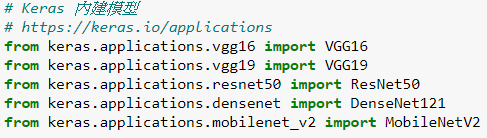 # Keras 內建模型
# https://keras.io/applications
from keras.applications.vgg16 import VGG16
from keras.applications.vgg19 import VGG19
from keras.applications.resnet50 import ResNet50
from keras.applications.densenet import DenseNet121
from keras.applications.mobilenet_v2 import MobileNetV2